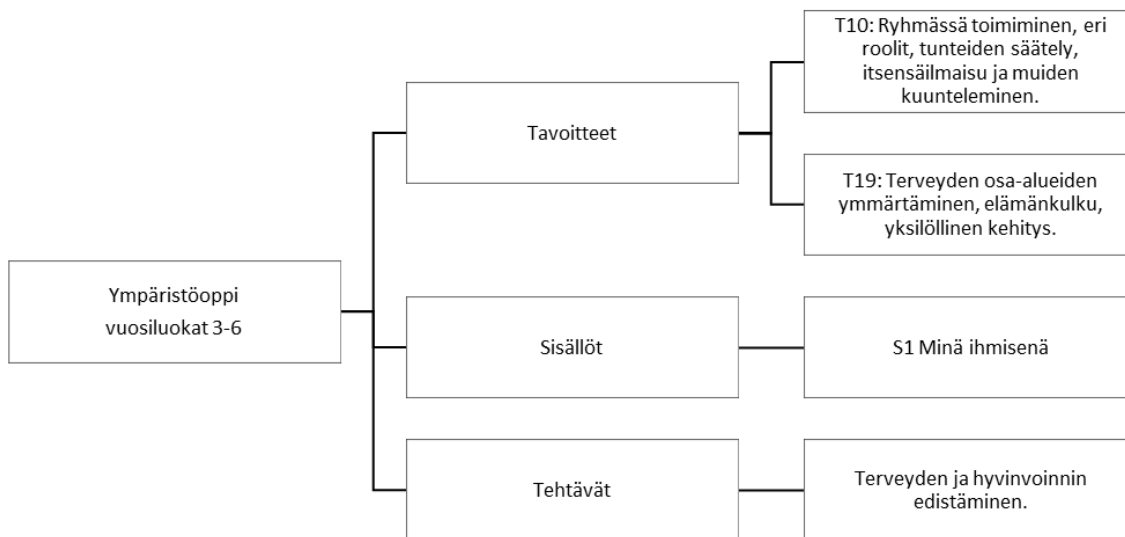 Ympäristöoppi
vuosiluokat 3-6
Tavoitteet
T10: Ryhmässä toimiminen, eri
roolit, tunteiden säätely,
itsensäilmaisu ja muiden
kuunteleminen.
T19: Terveyden osa-alueiden
ymmärtäminen, elämänkulku,
yksilöllinen kehitys.
Sisällöt
S1 Minä ihmisenä
Tehtävät
Terveyden ja hyvinvoinnin
edistäminen.